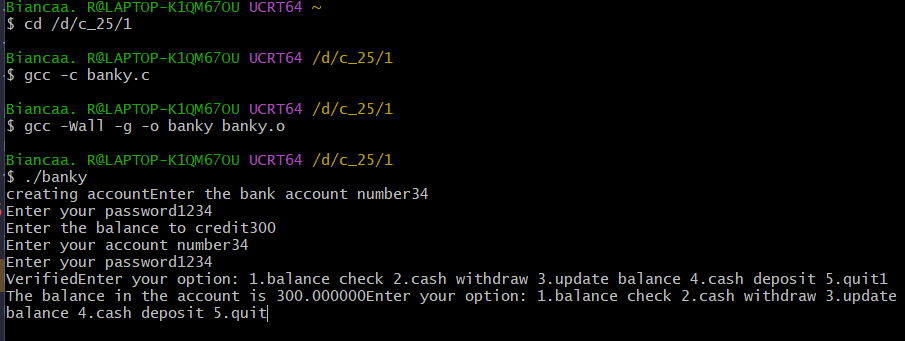 Biancaa. R@LAPTOP-K1QM67OU UCRT64 ~
$ cd /d/c_25/1
Biancaa. R@LAPTOP-K1QM67OU UCRT64 /d/c_25/1
$ gcc -c banky.c
Biancaa. R@LAPTOP-K1QM67OU UCRT64 /d/c_25/1
$ gcc -Wall -g -o banky banky.o
Biancaa. R@LAPTOP-K1QM67OU UCRT64 /d/c_25/1
$ ./banky
creating accountEnter the bank account number34
Enter your password1234
Enter the balance to credit300
Enter your account number34
Enter your password1234
VerifiedEnter your option: 1.balance check 2.cash withdraw 3.update balance 4.cash deposit 5.quit1
The balance in the account is 300.000000Enter your option: 1.balance check 2.cash withdraw 3.update
balance 4.cash deposit 5.quit